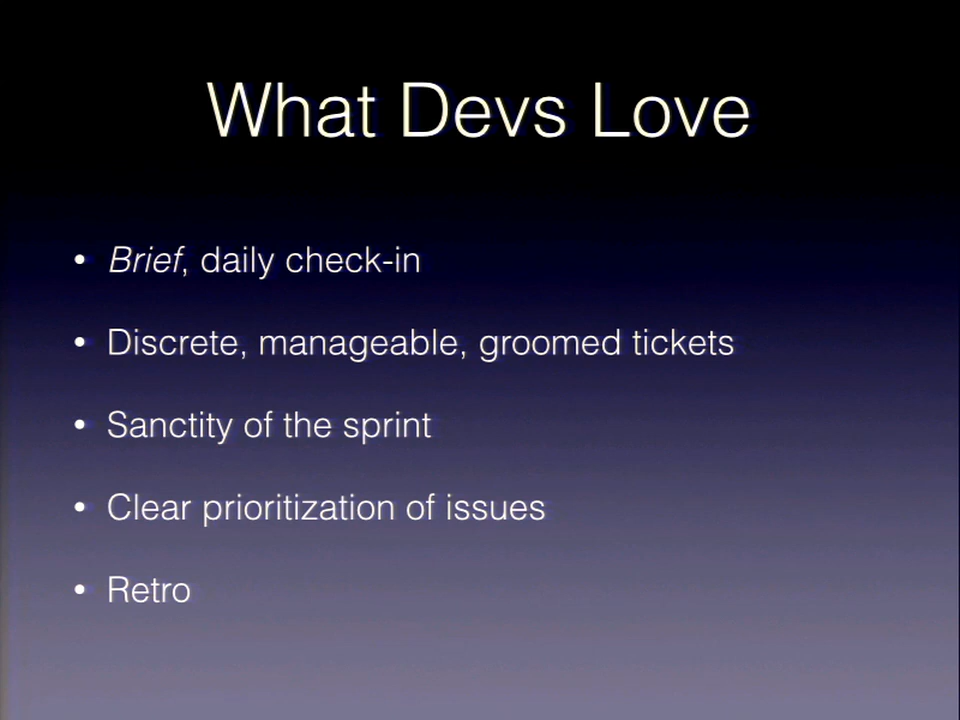 What Devs Love
• Brief, daily check-in
• Discrete, manageable, groomed tickets
• Sanctity of the sprint
• Clear prioritization of issues
• Retro